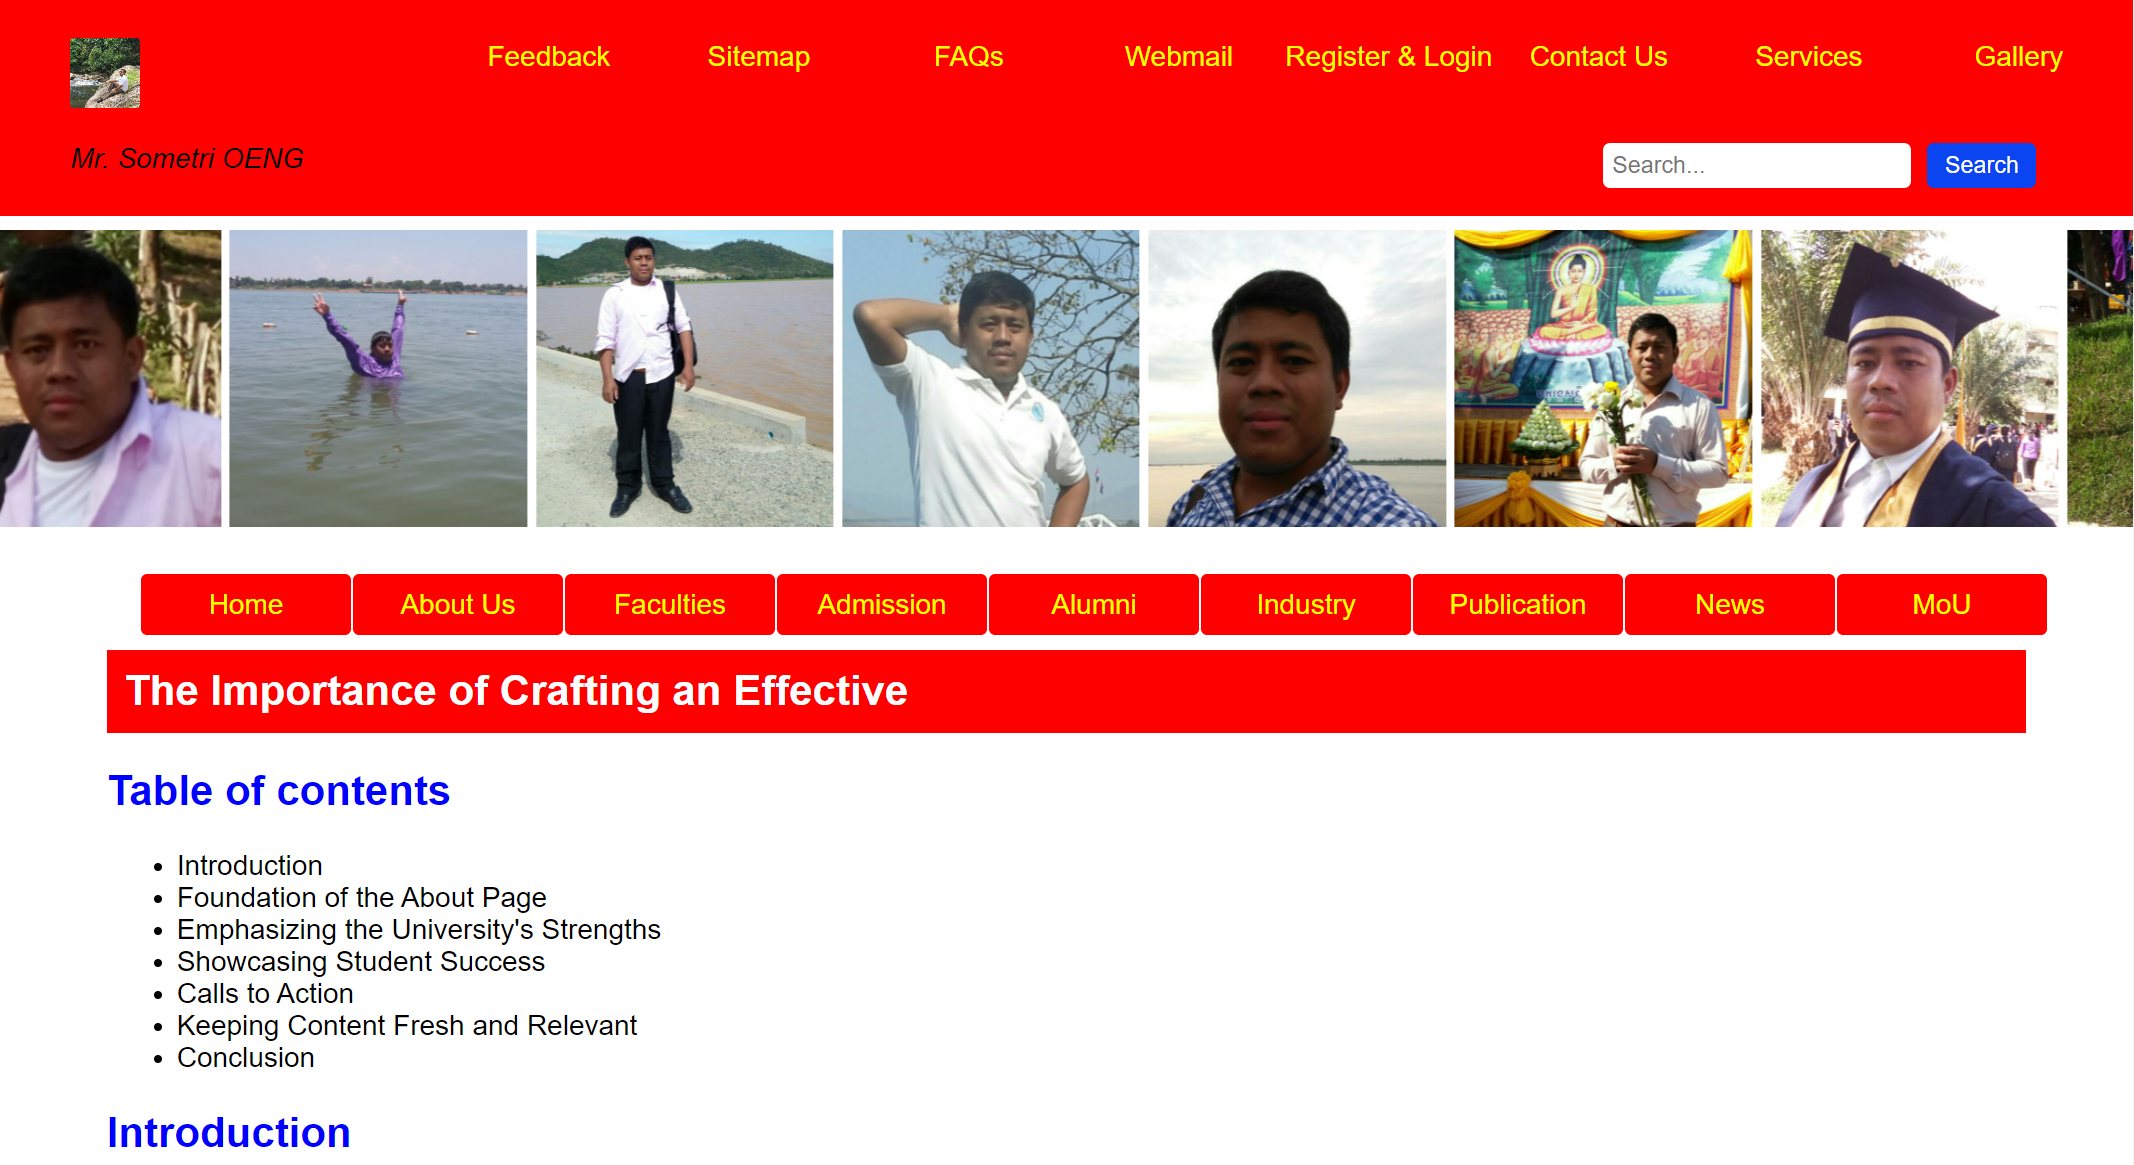 Feedback Sitemap FAQs Webmail Register & Login Contact Us Services Gallery
Mr. Sometri OENG
Search... Search
Home About Us Faculties Admission Alumni Industry Publication News MoU
The Importance of Crafting an Effective
Table of contents
Introduction
Foundation of the About Page
Emphasizing the University's Strengths
Showcasing Student Success
Calls to Action
Keeping Content Fresh and Relevant
Conclusion
Introduction